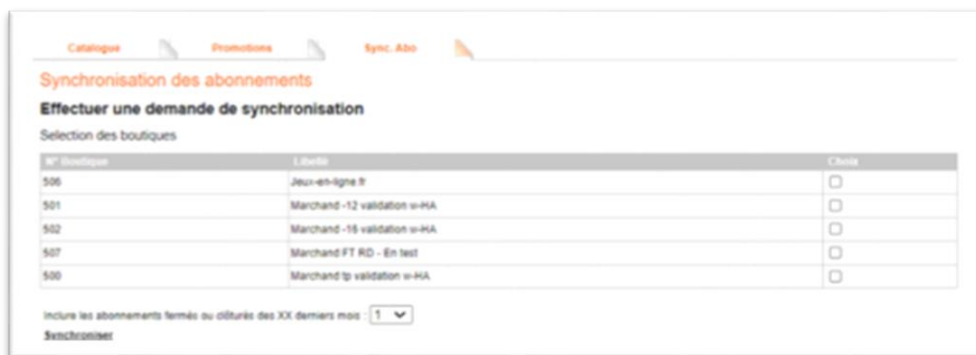 Catalogue Promotions Sync. Abo
Synchronisation des abonnements
Effectuer une demande de synchronisation
Selection des boutiques
N° Boutique Libellé Choix
506 Jeux-en-ligne.fr
501 Marchand -12 validation w-HA
502 Marchand -16 validation w-HA
507 Marchand FT RD - En test
500 Marchand tp validation w-HA
Inclure les abonnements fermés ou clôturés des XX derniers mois : 1
Synchroniser